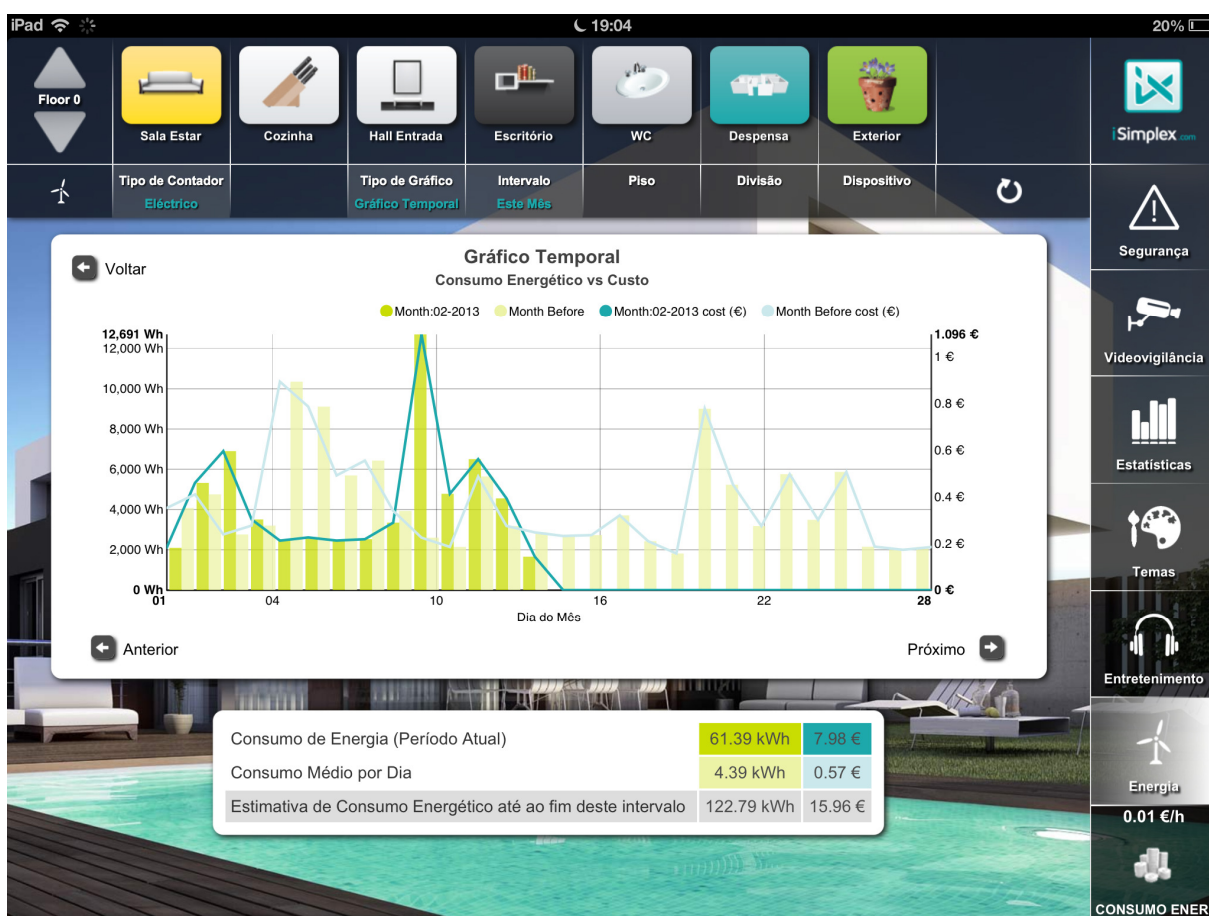 iPad 19:04 20%
Floor 0
Sala Estar Cozinha Hall Entrada Escritório WC Despensa Exterior
iSimplex.com
Tipo de Contador Tipo de Gráfico Intervalo Piso Divisão Dispositivo
Eléctrico Gráfico Temporal Este Mês
Segurança
Videovigilância
Estatísticas
Temas
Entretenimento
Energia
0.01 €/h
CONSUMO ENER
Voltar
Gráfico Temporal
Consumo Energético vs Custo
Month:02-2013 Month Before Month:02-2013 cost (€) Month Before cost (€)
12,691 Wh 1.096 €
12,000 Wh 1 €
10,000 Wh 0.8 €
8,000 Wh 0.6 €
6,000 Wh 0.4 €
4,000 Wh 0.2 €
2,000 Wh
0 Wh 0 €
01 04 10 16 22 28
Dia do Mês
Anterior Próximo
Consumo de Energia (Período Atual) 61.39 kWh 7.98 €
Consumo Médio por Dia 4.39 kWh 0.57 €
Estimativa de Consumo Energético até ao fim deste intervalo 122.79 kWh 15.96 €